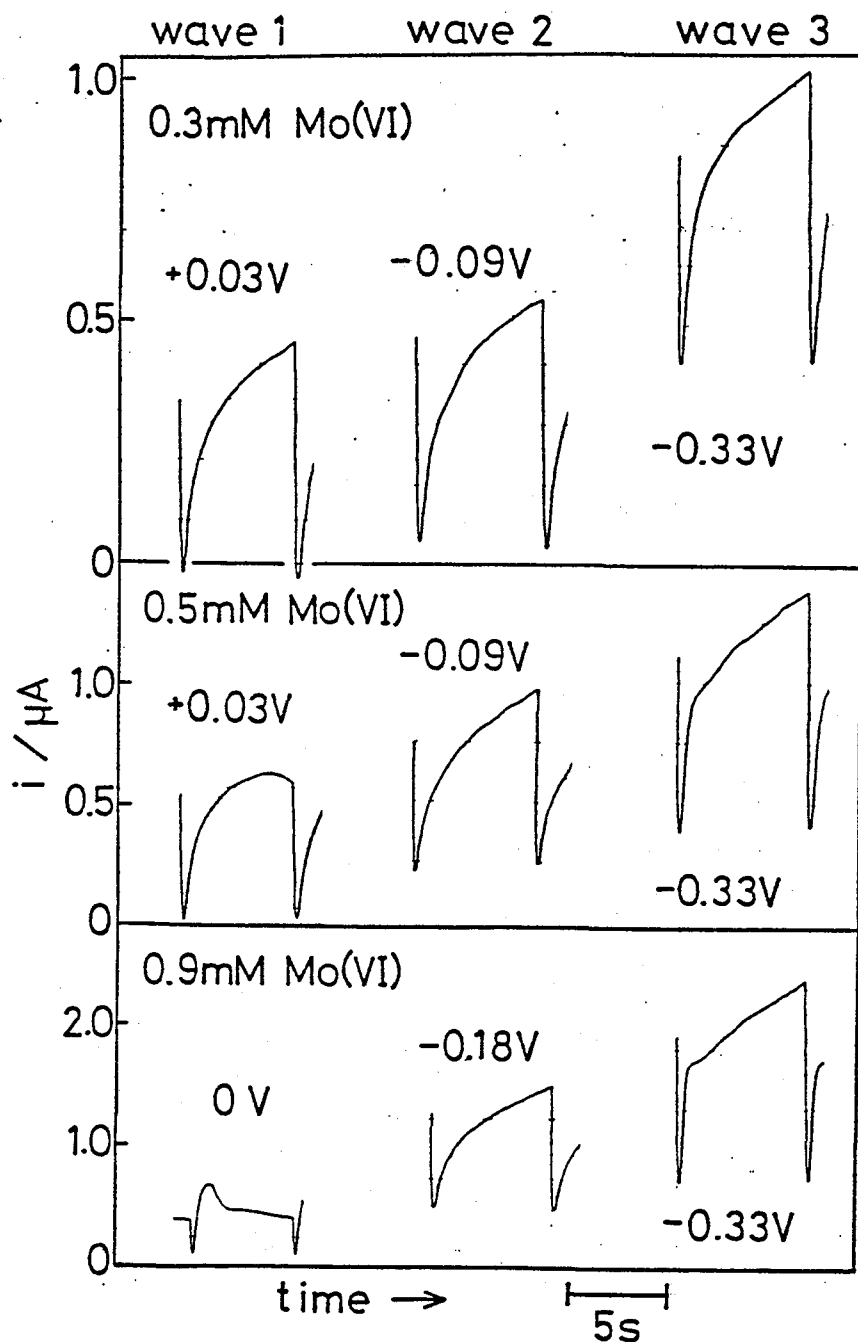 wave 1 wave 2 wave 3
1.0
0.3mM Mo(VI)
+0.03V -0.09V
0.5
-0.33V
0
0.5mM Mo(VI)
-0.09V
1.0
+0.03V
0.5
-0.33V
0
0.9mM Mo(VI)
2.0
-0.18V
0 V
1.0
-0.33V
0
i / μA
time →
5s